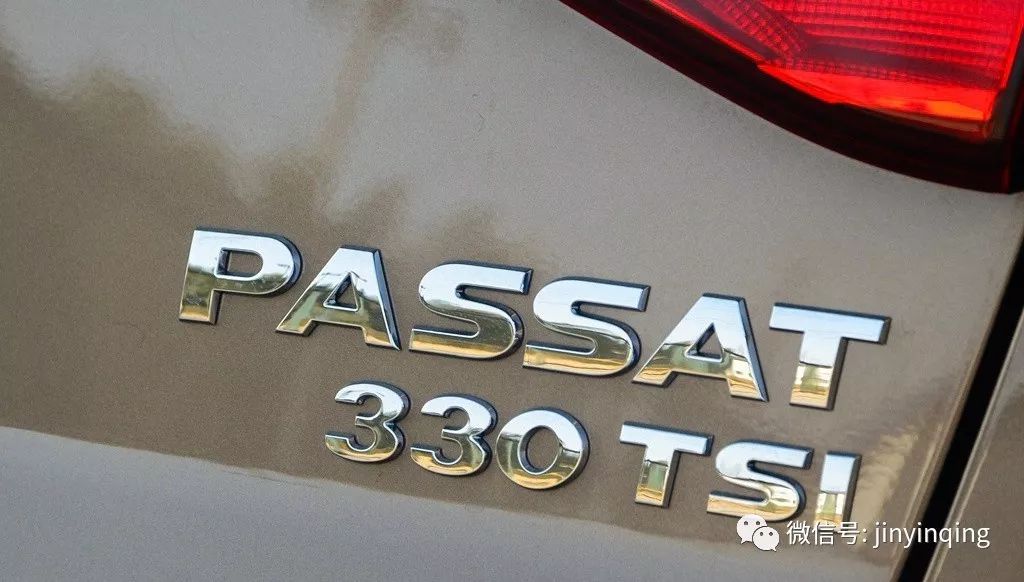 PASSAT
330 TSI
微信号: jinyinqing